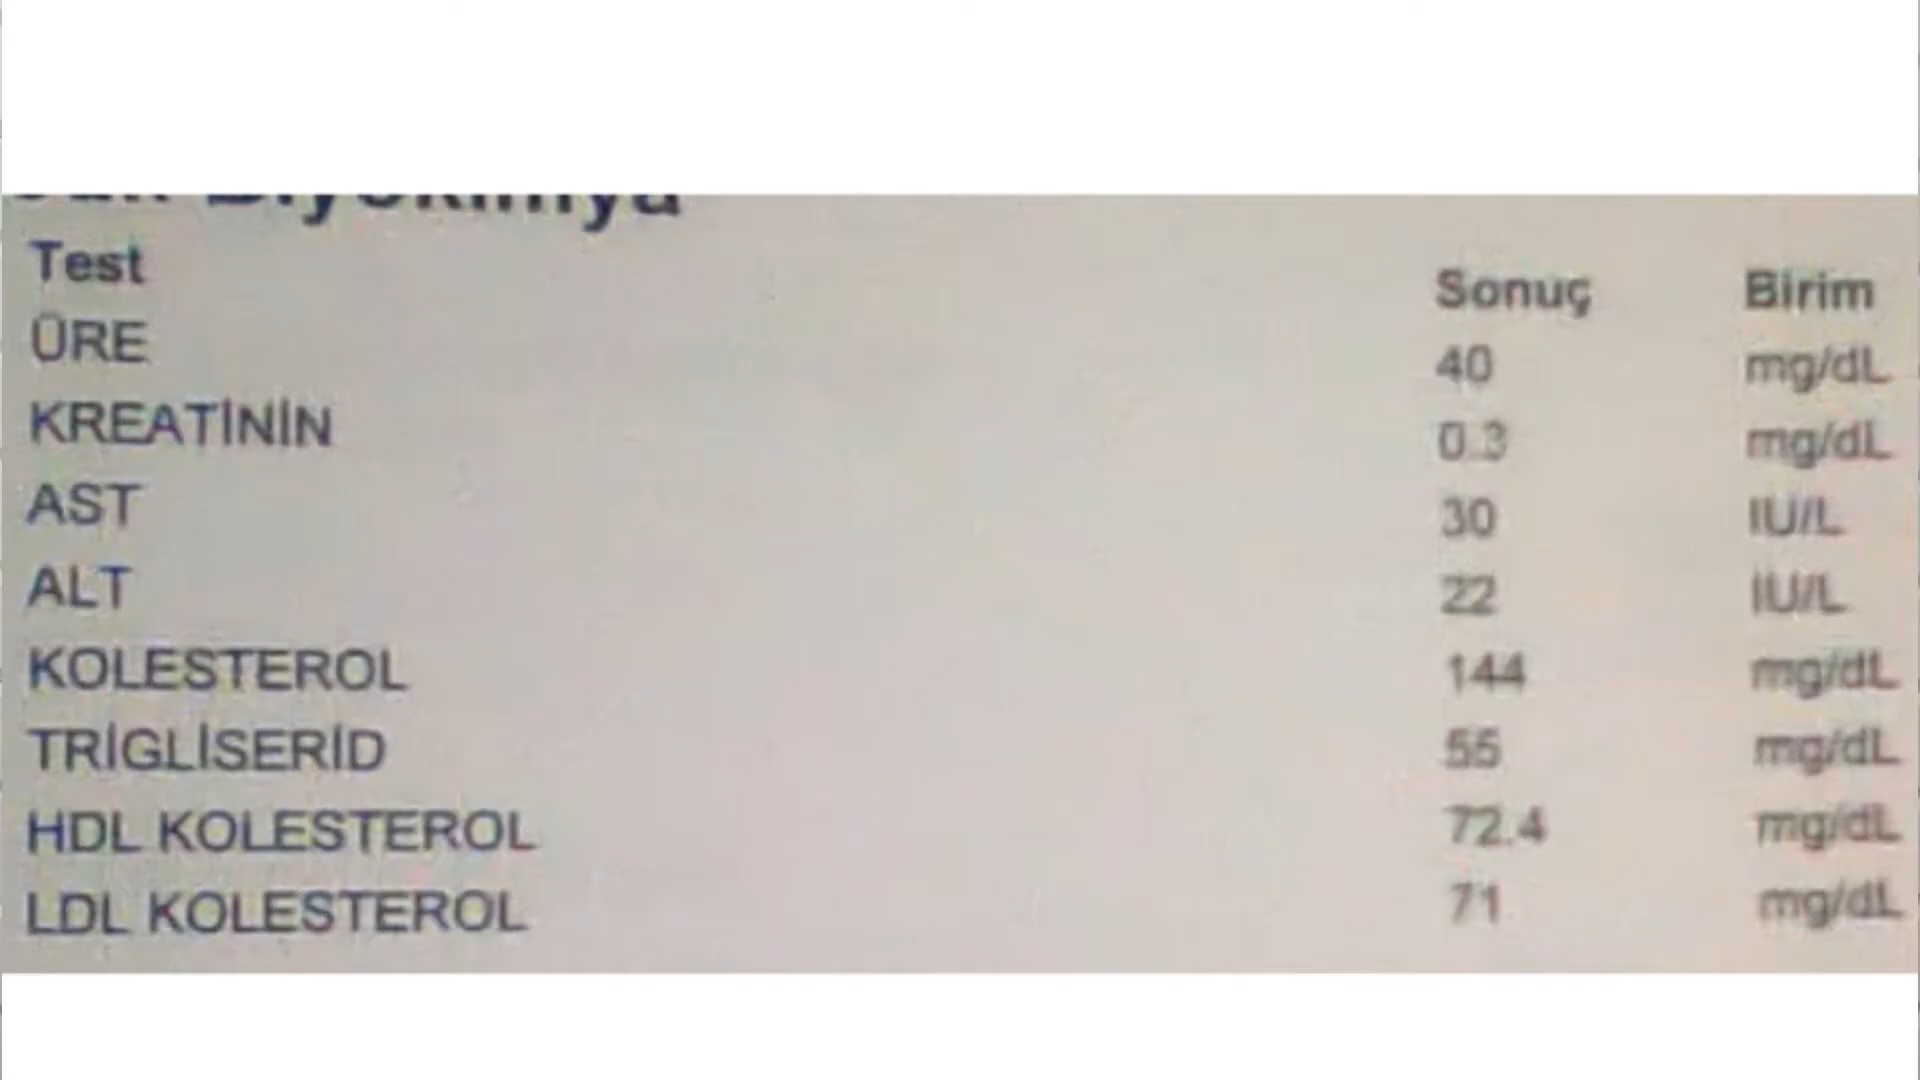 Biyokimya
Test Sonuç Birim
ÜRE 40 mg/dL
KREATİNİN 0.3 mg/dL
AST 30 IU/L
ALT 22 IU/L
KOLESTEROL 144 mg/dL
TRİGLİSERİD 55 mg/dL
HDL KOLESTEROL 72.4 mg/dL
LDL KOLESTEROL 71 mg/dL